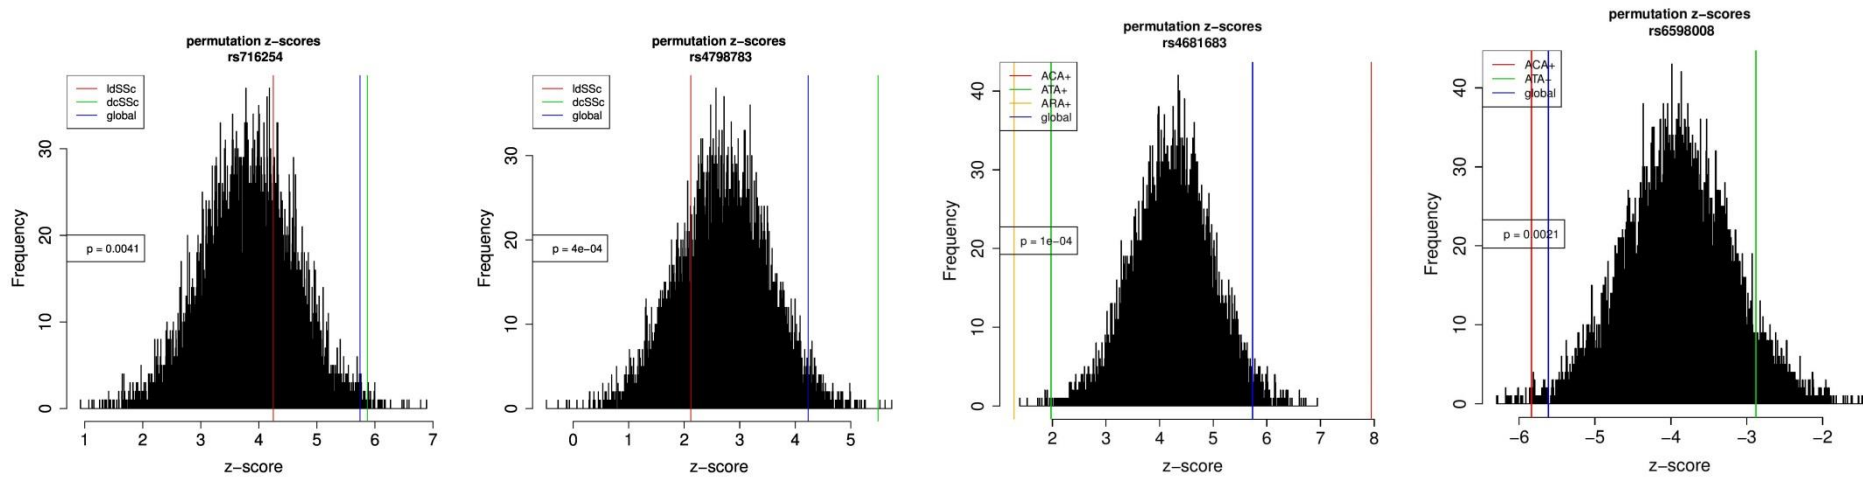 permutation z-scores
rs716254
ldSSc
dcSSc
global
p = 0.0041
Frequency
0
10
20
30
1 2 3 4 5 6 7
z-score
permutation z-scores
rs4798783
ldSSc
dcSSc
global
p = 4e-04
Frequency
0
10
20
30
0 1 2 3 4 5
z-score
permutation z-scores
rs4681683
ACA+
ATA+
ARA+
global
p = 1e-04
Frequency
0
10
20
30
40
2 3 4 5 6 7 8
z-score
permutation z-scores
rs6598008
ACA+
ATA+
global
p = 0.0021
Frequency
0
10
20
30
40
-6 -5 -4 -3 -2
z-score